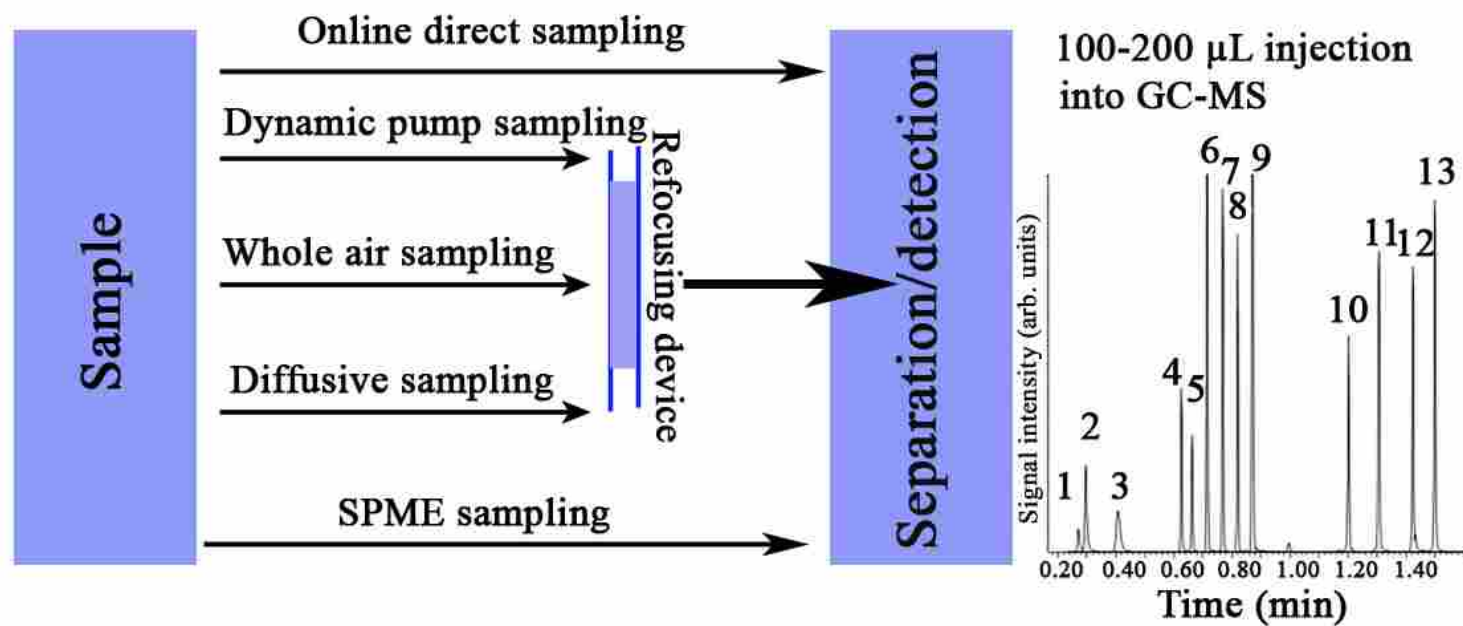 Sample
Online direct sampling
Dynamic pump sampling
Whole air sampling
Diffusive sampling
SPME sampling
Refocusing device
Separation/detection
100-200 µL injection
into GC-MS
Signal intensity (arb. units)
1
2
3
4
5
6
7
8
9
10
11
12
13
0.20 0.40 0.60 0.80 1.00 1.20 1.40
Time (min)